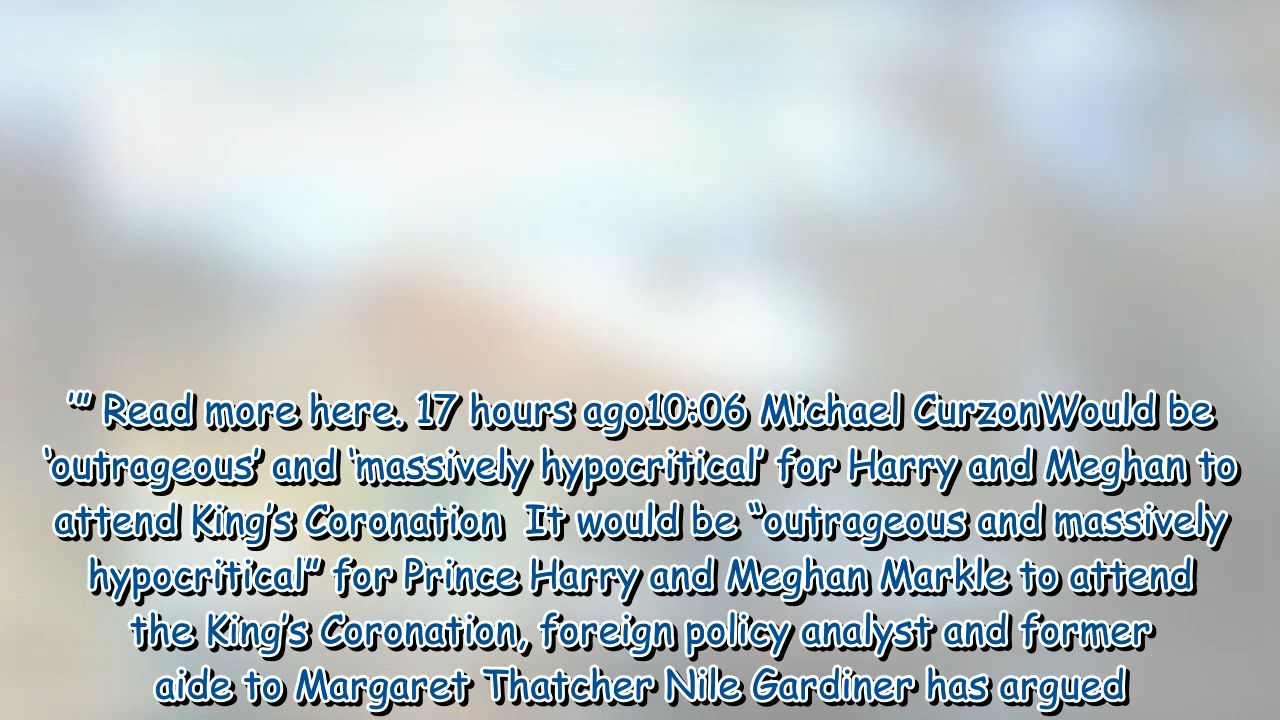 ’” Read more here. 17 hours ago10:06 Michael CurzonWould be
‘outrageous’ and ‘massively hypocritical’ for Harry and Meghan to
attend King’s Coronation  It would be “outrageous and massively
hypocritical” for Prince Harry and Meghan Markle to attend
the King’s Coronation, foreign policy analyst and former
aide to Margaret Thatcher Nile Gardiner has argued